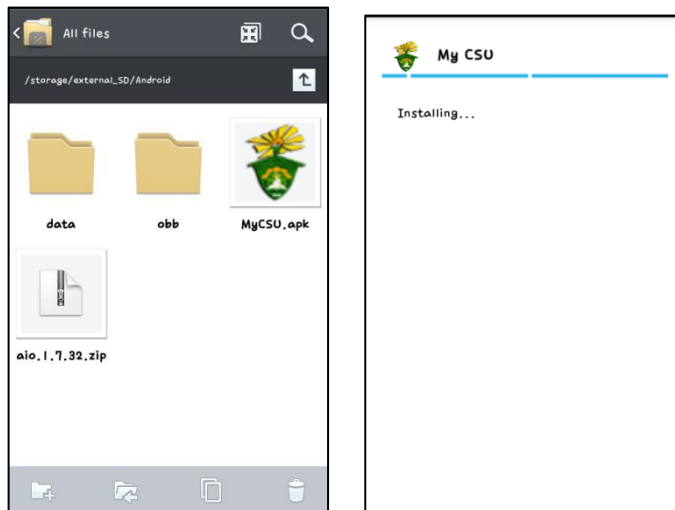 All files
/storage/external_SD/Android
data
obb
MyCSU.apk
aio.1.7.32.zip
My CSU
Installing...